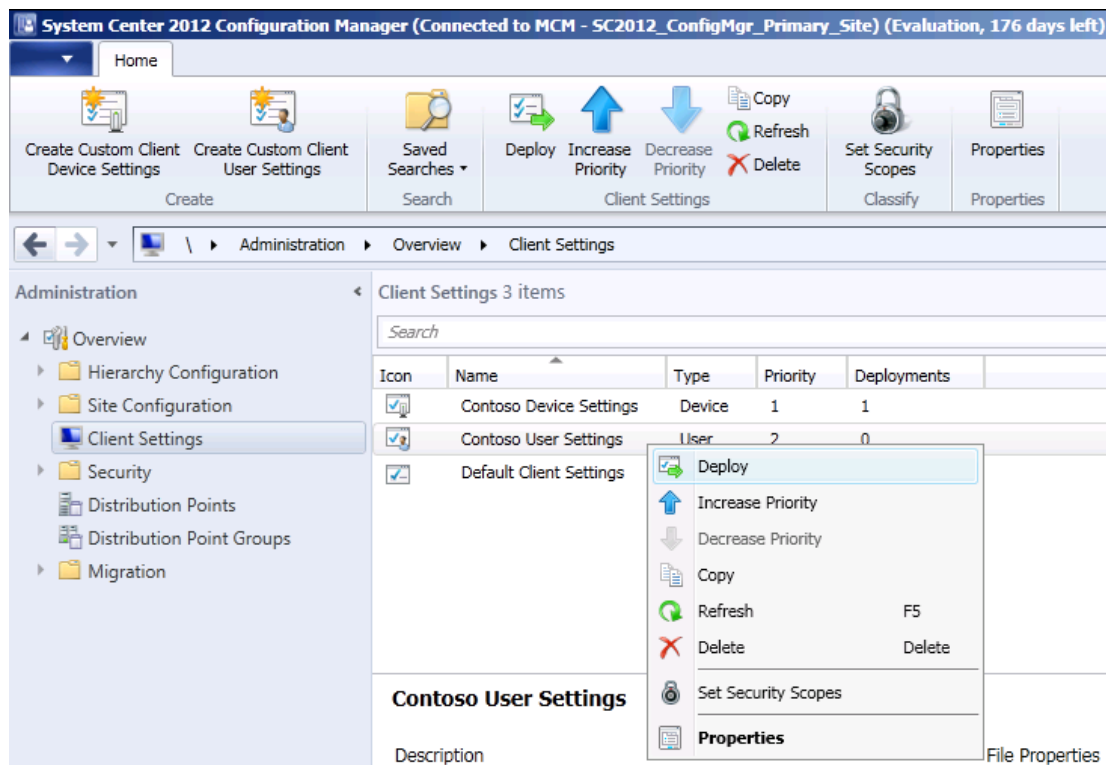 System Center 2012 Configuration Manager (Connected to MCM - SC2012_ConfigMgr_Primary_Site) (Evaluation, 176 days left)
Home
Create Custom Client Device Settings
Create Custom Client User Settings
Create
Saved Searches
Search
Deploy
Increase Priority
Decrease Priority
Copy
Refresh
Delete
Client Settings
Set Security Scopes
Classify
Properties
Properties
\ Administration Overview Client Settings
Administration
Overview
Hierarchy Configuration
Site Configuration
Client Settings
Security
Distribution Points
Distribution Point Groups
Migration
Client Settings 3 items
Search
Icon Name Type Priority Deployments
Contoso Device Settings Device 1 1
Contoso User Settings User 2 0
Default Client Settings
Deploy
Increase Priority
Decrease Priority
Copy
Refresh F5
Delete Delete
Set Security Scopes
Properties
Contoso User Settings
Description
File Properties